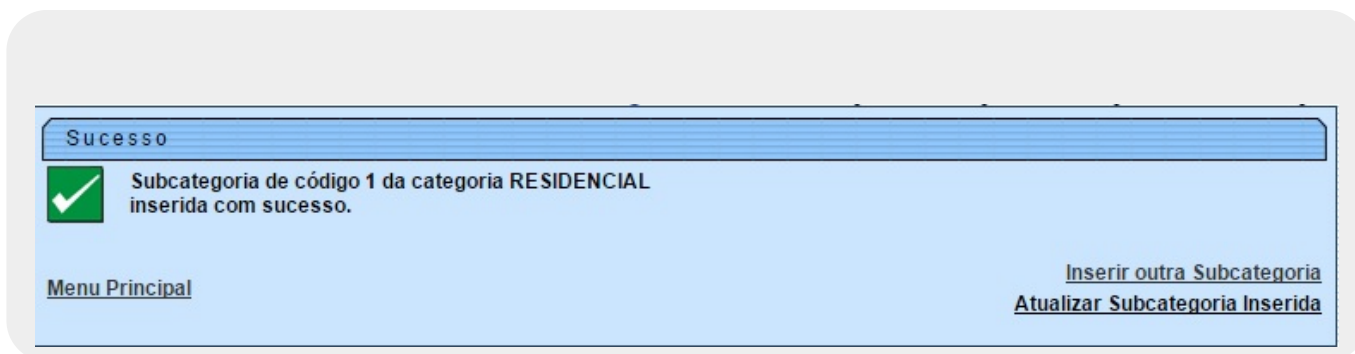 Sucesso
Subcategoria de código 1 da categoria RESIDENCIAL
inserida com sucesso.
Inserir outra Subcategoria
Menu Principal
Atualizar Subcategoria Inserida